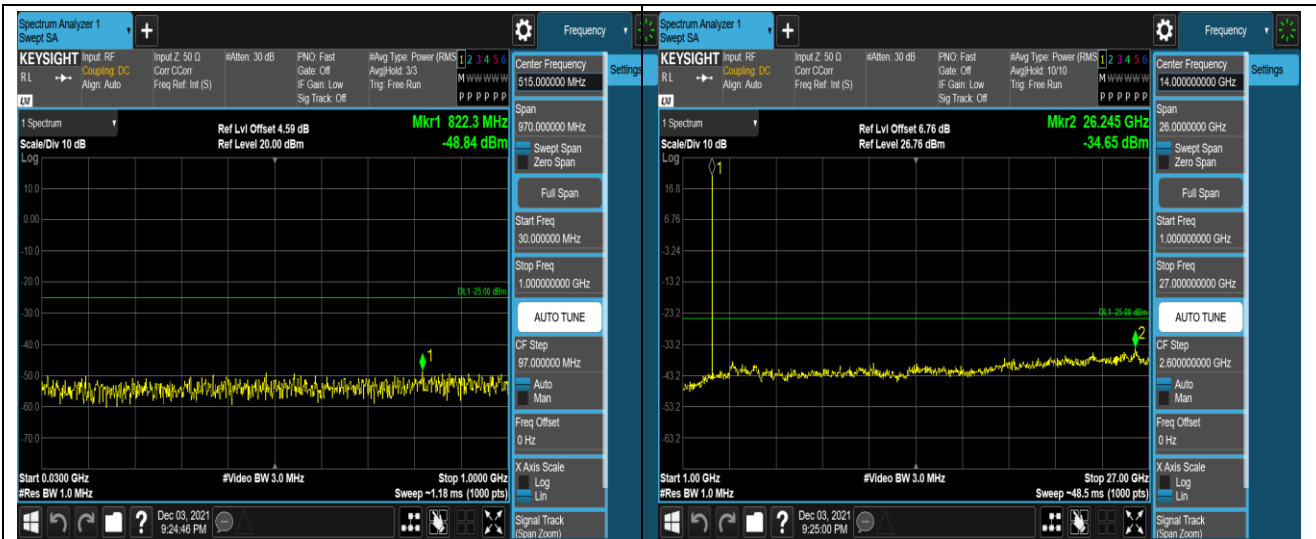 Spectrum Analyzer 1
Swept SA
Frequency
KEYSIGHT
Input: RF
Coupling: DC
Align: Auto
Input Z: 50 Ω
Corr CCorr
Freq Ref: Int (S)
#Atten: 30 dB
PNO: Fast
Gate: Off
IF Gain: Low
Sig Track: Off
#Avg Type: Power (RMS
Avg|Hold: 3/3
Trig: Free Run
1 2 3 4 5 6
M W W W W W
P P P P P P
RL
LXI
Center Frequency
515.000000 MHz
Settings
Span
970.000000 MHz
Swept Span
Zero Span
Full Span
Start Freq
30.000000 MHz
Stop Freq
1.000000000 GHz
AUTO TUNE
CF Step
97.000000 MHz
Auto
Man
Freq Offset
0 Hz
X Axis Scale
Log
Lin
Signal Track
(Span Zoom)
1 Spectrum
Scale/Div 10 dB
Log
Ref Lvl Offset 4.59 dB
Ref Level 20.00 dBm
Mkr1 822.3 MHz
-48.84 dBm
10.0
0.00
-10.0
-20.0
DL1 -25.00 dBm
-30.0
-40.0
1
-50.0
-60.0
-70.0
Start 0.0300 GHz
#Video BW 3.0 MHz
Stop 1.0000 GHz
#Res BW 1.0 MHz
Sweep ~1.18 ms (1000 pts)
Dec 03, 2021
9:24:46 PM
Spectrum Analyzer 1
Swept SA
Frequency
KEYSIGHT
Input: RF
Coupling: DC
Align: Auto
Input Z: 50 Ω
Corr CCorr
Freq Ref: Int (S)
#Atten: 30 dB
PNO: Fast
Gate: Off
IF Gain: Low
Sig Track: Off
#Avg Type: Power (RMS
Avg|Hold: 10/10
Trig: Free Run
1 2 3 4 5 6
M W W W W W
P P P P P P
RL
LXI
Center Frequency
14.000000000 GHz
Settings
Span
26.0000000 GHz
Swept Span
Zero Span
Full Span
Start Freq
1.000000000 GHz
Stop Freq
27.000000000 GHz
AUTO TUNE
CF Step
2.600000000 GHz
Auto
Man
Freq Offset
0 Hz
X Axis Scale
Log
Lin
Signal Track
(Span Zoom)
1 Spectrum
Scale/Div 10 dB
Log
Ref Lvl Offset 6.76 dB
Ref Level 26.76 dBm
Mkr2 26.245 GHz
-34.65 dBm
1
16.8
6.76
-3.24
-13.2
-23.2
DL1 -25.00 dBm
2
-33.2
-43.2
-53.2
-63.2
Start 1.00 GHz
#Video BW 3.0 MHz
Stop 27.00 GHz
#Res BW 1.0 MHz
Sweep ~48.5 ms (1000 pts)
Dec 03, 2021
9:25:00 PM